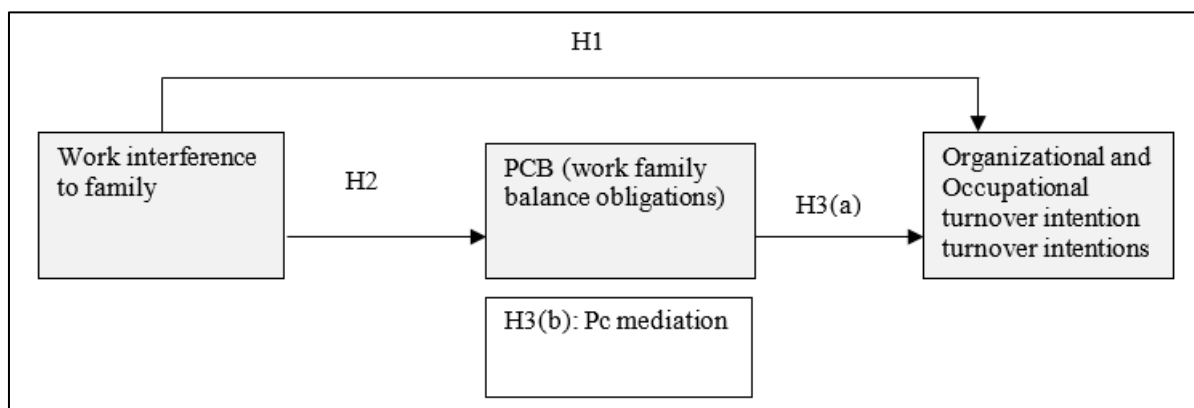 H1
Work interference
to family
H2
PCB (work family
balance obligations)
H3(a)
Organizational and
Occupational
turnover intention
turnover intentions
H3(b): Pc mediation